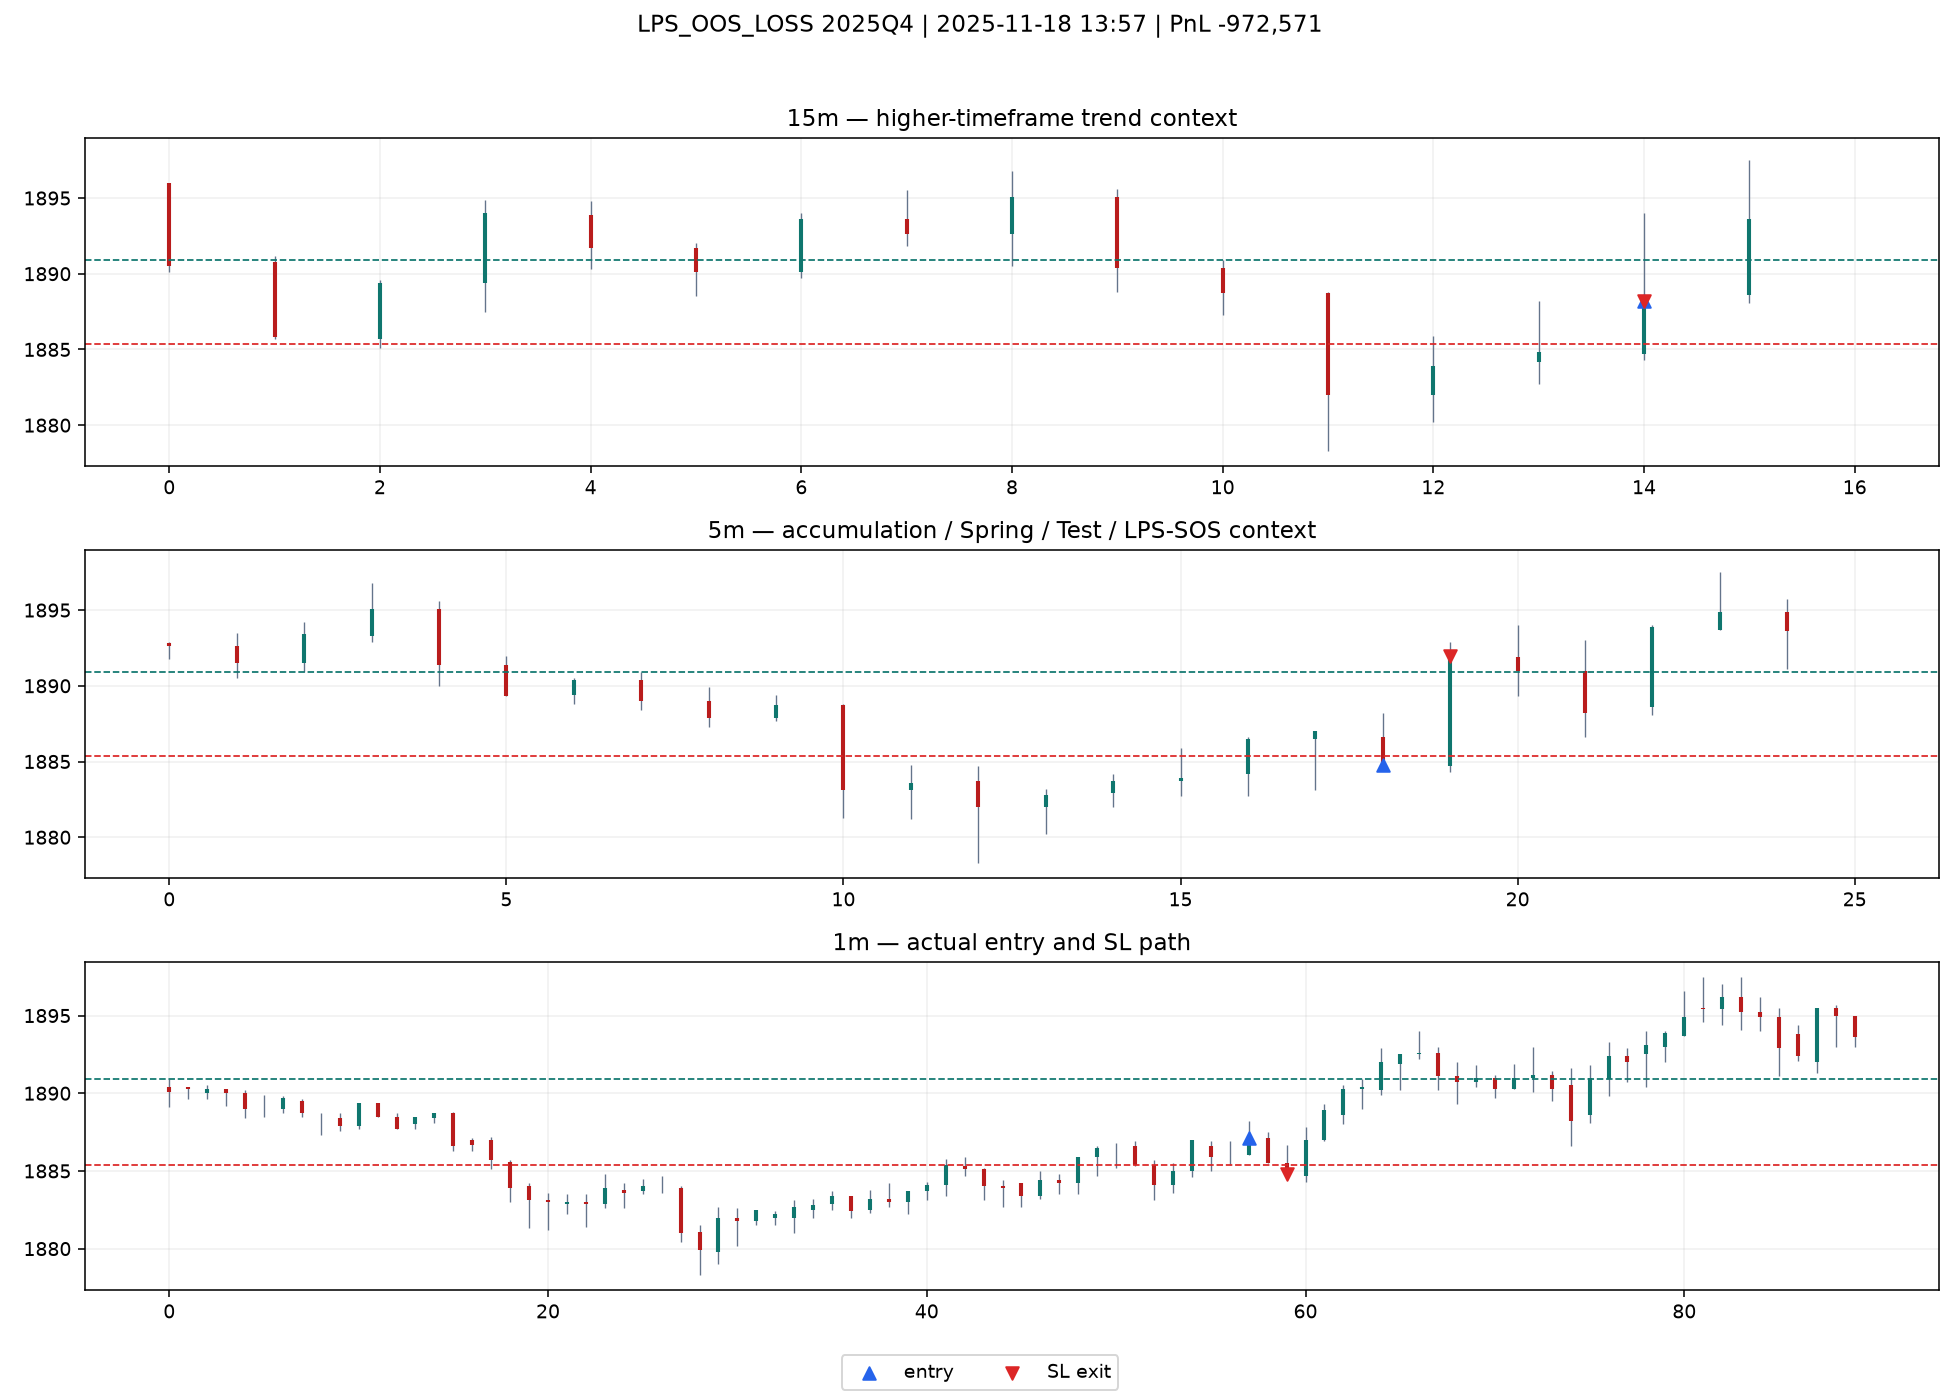 LPS_OOS_LOSS 2025Q4 | 2025-11-18 13:57 | PnL -972,571
15m — higher-timeframe trend context
1895
1890
1885
1880
0 2 4 6 8 10 12 14 16
5m — accumulation / Spring / Test / LPS-SOS context
1895
1890
1885
1880
0 5 10 15 20 25
1m — actual entry and SL path
1895
1890
1885
1880
0 20 40 60 80
entry SL exit